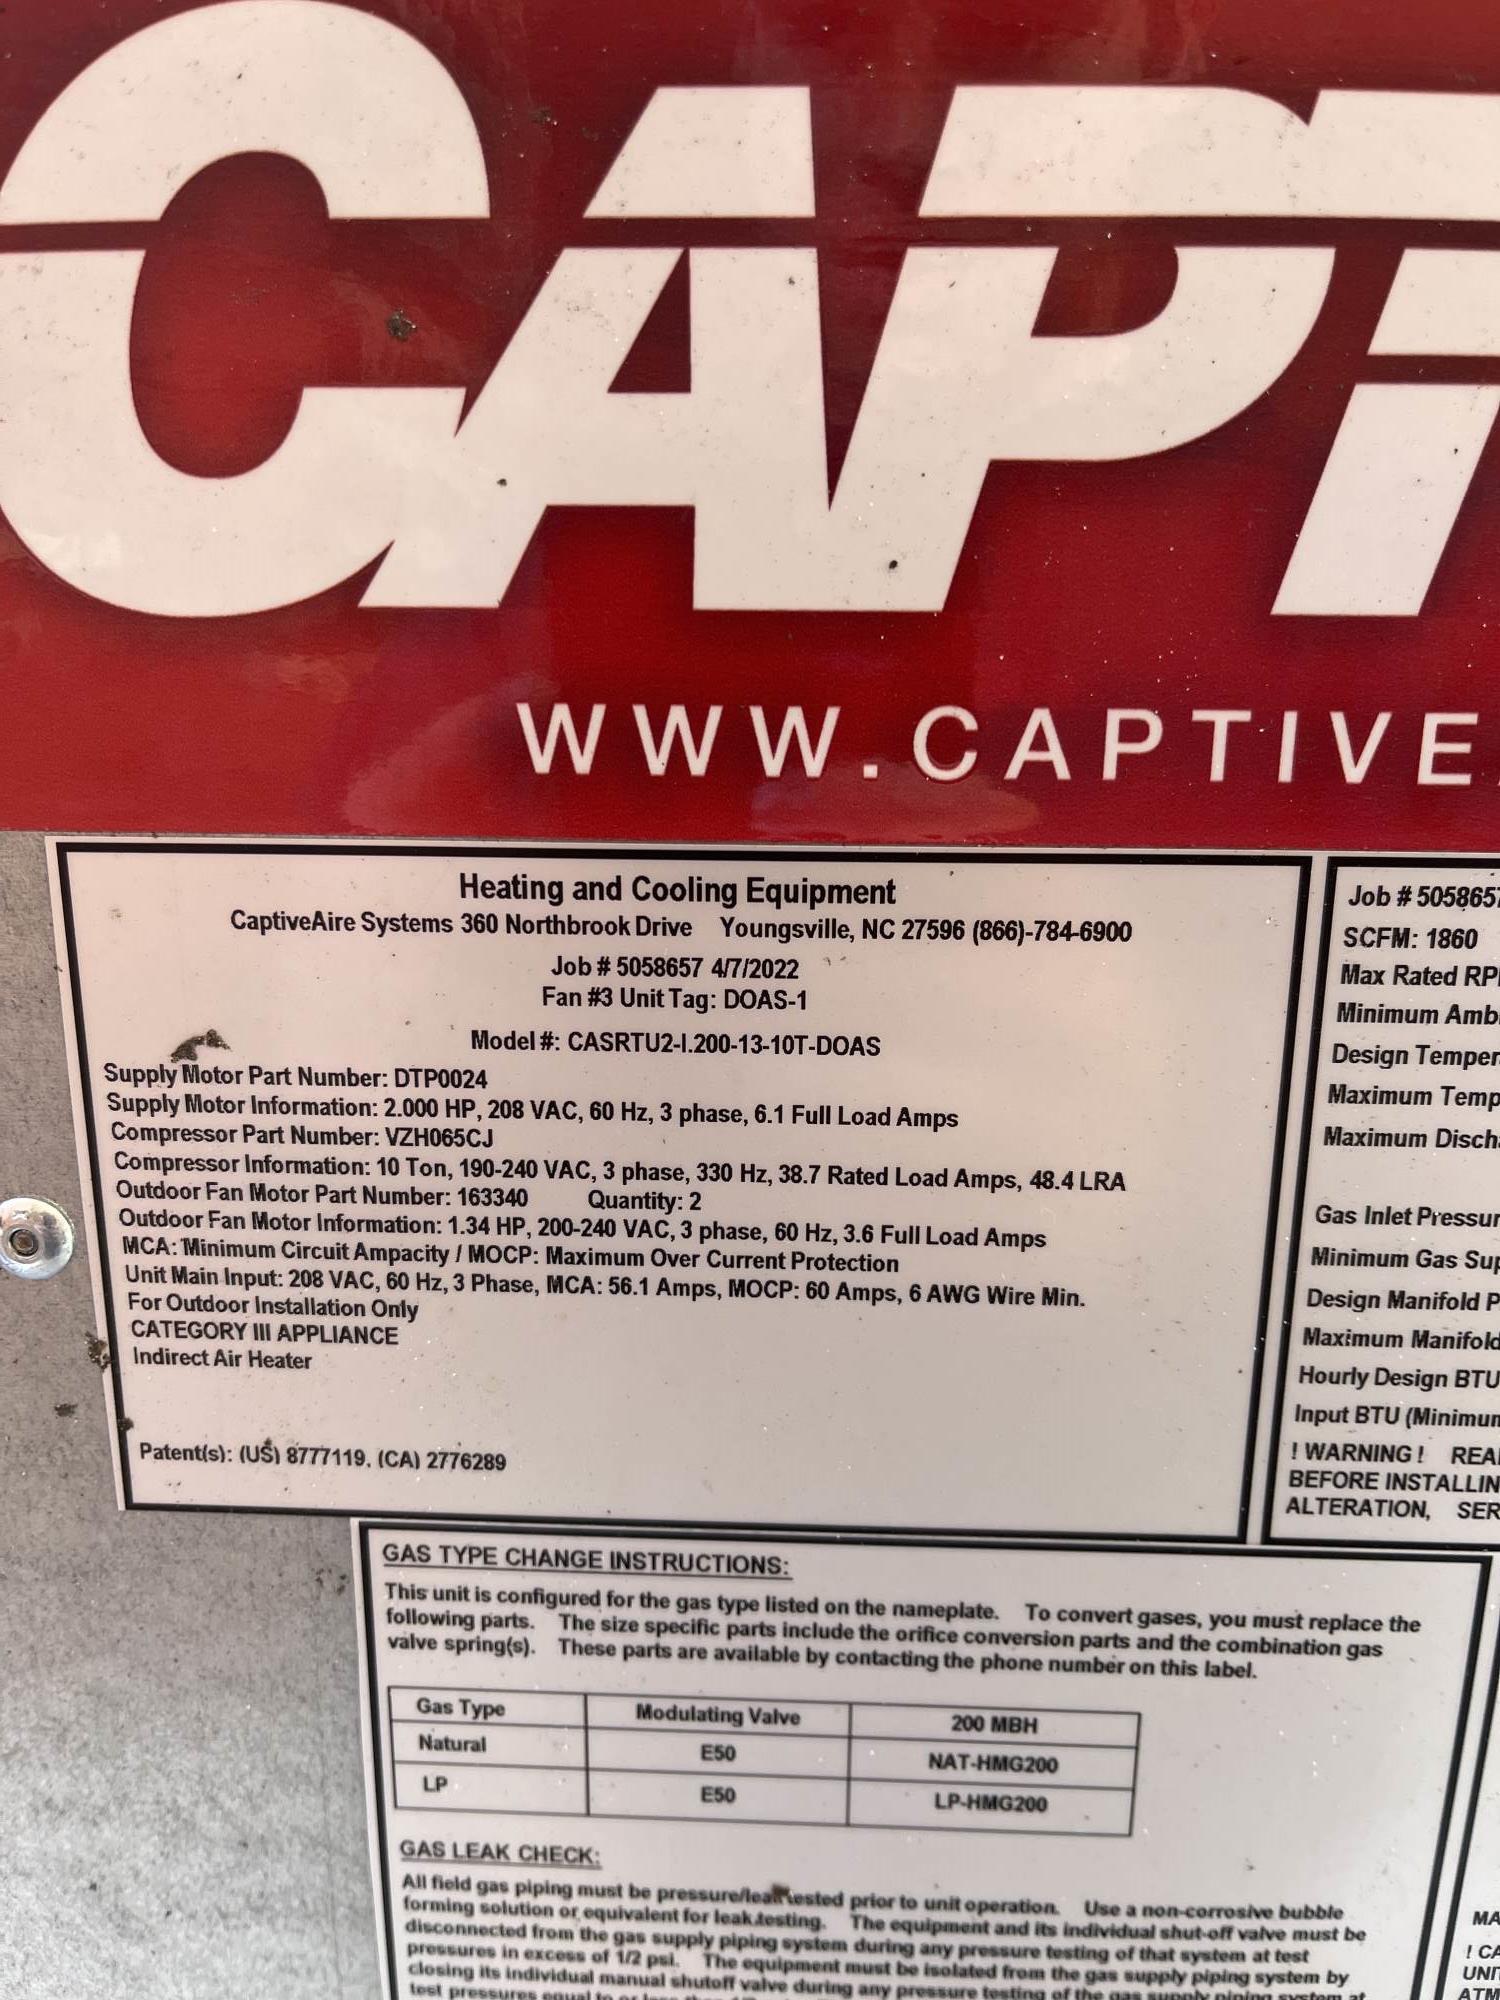 CAPTI
WWW.CAPTIVE
Heating and Cooling Equipment
CaptiveAire Systems 360 Northbrook Drive Youngsville, NC 27596 (866)-784-6900
Job # 5058657 4/7/2022
Fan #3 Unit Tag: DOAS-1
Model #: CASRTU2-I.200-13-10T-DOAS
Supply Motor Part Number: DTP0024
Supply Motor Information: 2.000 HP, 208 VAC, 60 Hz, 3 phase, 6.1 Full Load Amps
Compressor Part Number: VZH065CJ
Compressor Information: 10 Ton, 190-240 VAC, 3 phase, 330 Hz, 38.7 Rated Load Amps, 48.4 LRA
Outdoor Fan Motor Part Number: 163340 Quantity: 2
Outdoor Fan Motor Information: 1.34 HP, 200-240 VAC, 3 phase, 60 Hz, 3.6 Full Load Amps
MCA: Minimum Circuit Ampacity / MOCP: Maximum Over Current Protection
Unit Main Input: 208 VAC, 60 Hz, 3 Phase, MCA: 56.1 Amps, MOCP: 60 Amps, 6 AWG Wire Min.
For Outdoor Installation Only
CATEGORY III APPLIANCE
Indirect Air Heater
Patent(s): (US) 8777119, (CA) 2776289
Job # 5058657
SCFM: 1860
Max Rated RP
Minimum Amb
Design Temper
Maximum Temp
Maximum Disch
Gas Inlet Pressur
Minimum Gas Sup
Design Manifold P
Maximum Manifold
Hourly Design BTU
Input BTU (Minimum
! WARNING ! REA
BEFORE INSTALLIN
ALTERATION, SER
GAS TYPE CHANGE INSTRUCTIONS:
This unit is configured for the gas type listed on the nameplate. To convert gases, you must replace the
following parts. The size specific parts include the orifice conversion parts and the combination gas
valve spring(s). These parts are available by contacting the phone number on this label.
Gas Type Modulating Valve 200 MBH
Natural E50 NAT-HMG200
LP E50 LP-HMG200
GAS LEAK CHECK:
All field gas piping must be pressure/leak tested prior to unit operation. Use a non-corrosive bubble
forming solution or equivalent for leak testing. The equipment and its individual shut-off valve must be
disconnected from the gas supply piping system during any pressure testing of that system at test
pressures in excess of 1/2 psi. The equipment must be isolated from the gas supply piping system by
closing its individual manual shutoff valve during any pressure testing of the gas supply piping system at
test pressures equal to or
MA
! CA
UNI
ATM